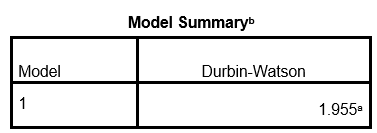 Model Summaryᵇ
Model Durbin-Watson
1 1.955ᵃ